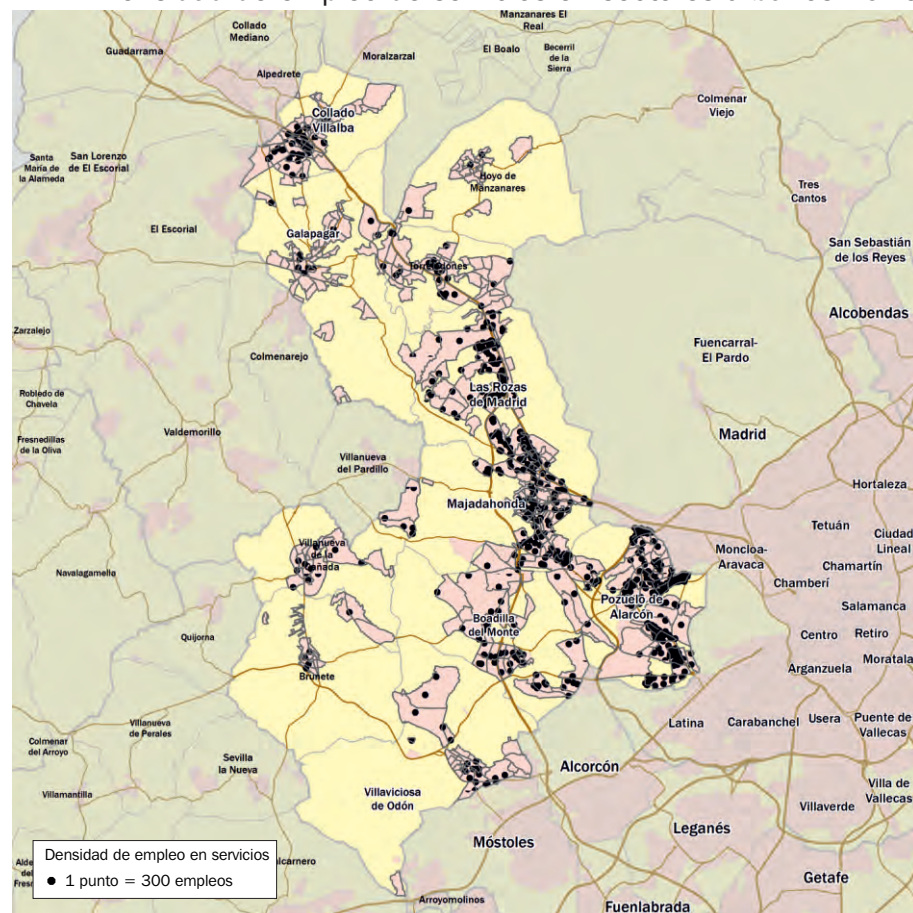 Collado
Mediano
Manzanares El
Real
Guadarrama
Moralzarzal
El Boalo
Becerril
de la
Sierra
Alpedrete
Colmenar
Viejo
Collado
Villalba
Santa
María de
la Alameda
San Lorenzo
de El Escorial
Hoyo de
Manzanares
Tres
Cantos
El Escorial
Galapagar
San Sebastián
de los Reyes
Torrelodones
Alcobendas
Zarzalejo
Colmenarejo
Fuencarral-
El Pardo
Robledo de
Chavela
Las Rozas
de Madrid
Fresnedillas
de la Oliva
Valdemorillo
Madrid
Villanueva
del Pardillo
Hortaleza
Majadahonda
Tetuán
Ciudad
Lineal
Villanueva
de la
Cañada
Moncloa-
Aravaca
Chamartín
Navalagamella
Chamberí
Pozuelo de
Alarcón
Salamanca
Boadilla
del Monte
Quijorna
Centro
Retiro
Arganzuela
Moratala
Brunete
Villanueva
de Perales
Latina
Carabanchel
Usera
Puente de
Vallecas
Colmenar
del Arroyo
Sevilla
la Nueva
Alcorcón
Villamantilla
Villaviciosa
de Odón
Villa de
Vallecas
Villaverde
Leganés
Móstoles
Densidad de empleo en servicios
● 1 punto = 300 empleos
Alde
del
Fresn
alcarnero
Getafe
Arroyomolinos
Fuenlabrada